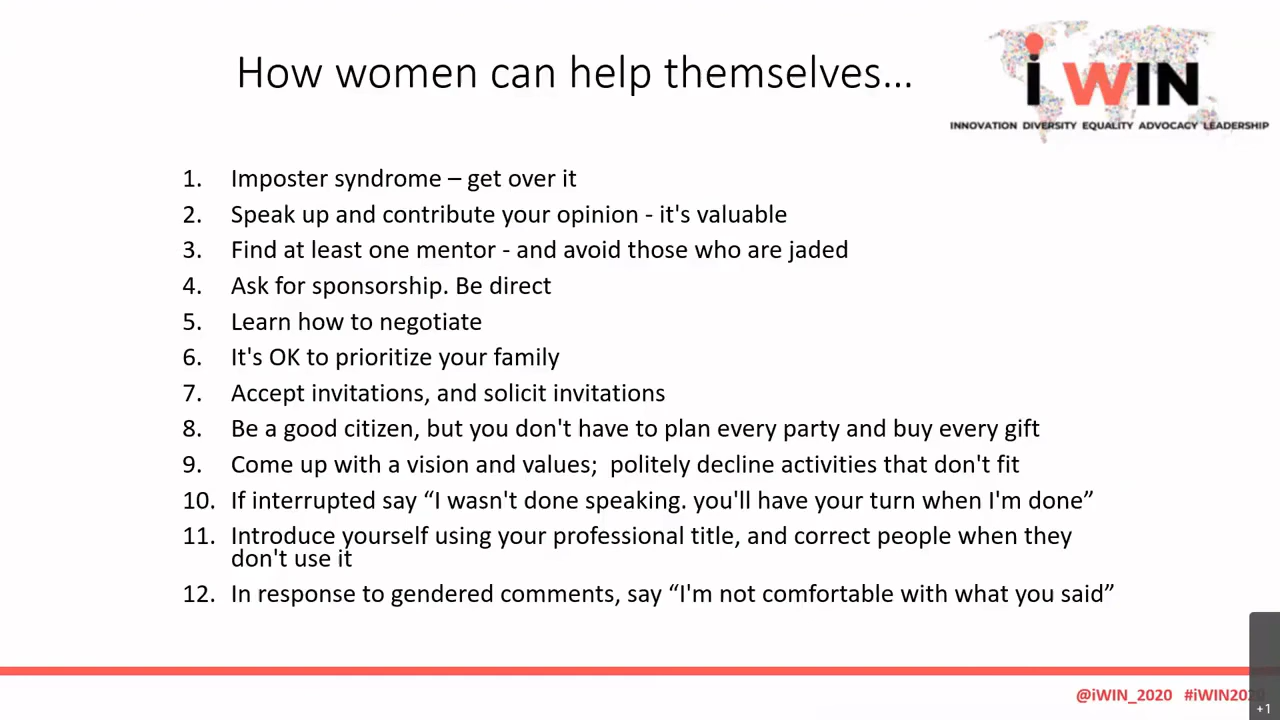 How women can help themselves...
i WIN
INNOVATION DIVERSITY EQUALITY ADVOCACY LEADERSHIP
1. Imposter syndrome – get over it
2. Speak up and contribute your opinion - it's valuable
3. Find at least one mentor - and avoid those who are jaded
4. Ask for sponsorship. Be direct
5. Learn how to negotiate
6. It's OK to prioritize your family
7. Accept invitations, and solicit invitations
8. Be a good citizen, but you don't have to plan every party and buy every gift
9. Come up with a vision and values;  politely decline activities that don't fit
10. If interrupted say “I wasn't done speaking. you'll have your turn when I'm done”
11. Introduce yourself using your professional title, and correct people when they
don't use it
12. In response to gendered comments, say “I'm not comfortable with what you said”
@iWIN_2020 #iWIN2020
+1